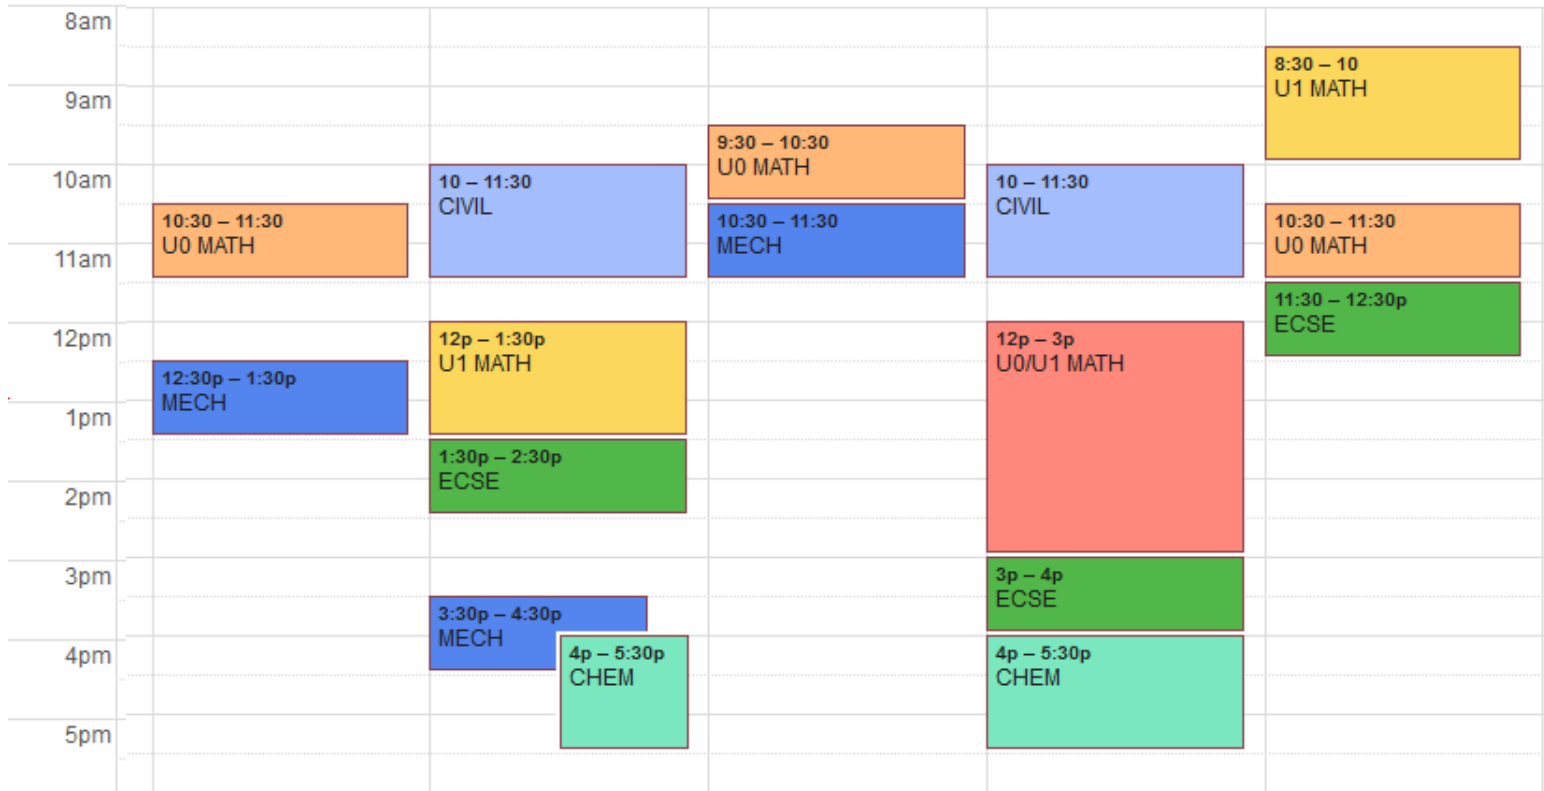 8am
9am
10am
11am
12pm
1pm
2pm
3pm
4pm
5pm
10:30 – 11:30
U0 MATH
12:30p – 1:30p
MECH
10 – 11:30
CIVIL
12p – 1:30p
U1 MATH
1:30p – 2:30p
ECSE
3:30p – 4:30p
MECH
4p – 5:30p
CHEM
9:30 – 10:30
U0 MATH
10:30 – 11:30
MECH
10 – 11:30
CIVIL
12p – 3p
U0/U1 MATH
3p – 4p
ECSE
4p – 5:30p
CHEM
8:30 – 10
U1 MATH
10:30 – 11:30
U0 MATH
11:30 – 12:30p
ECSE